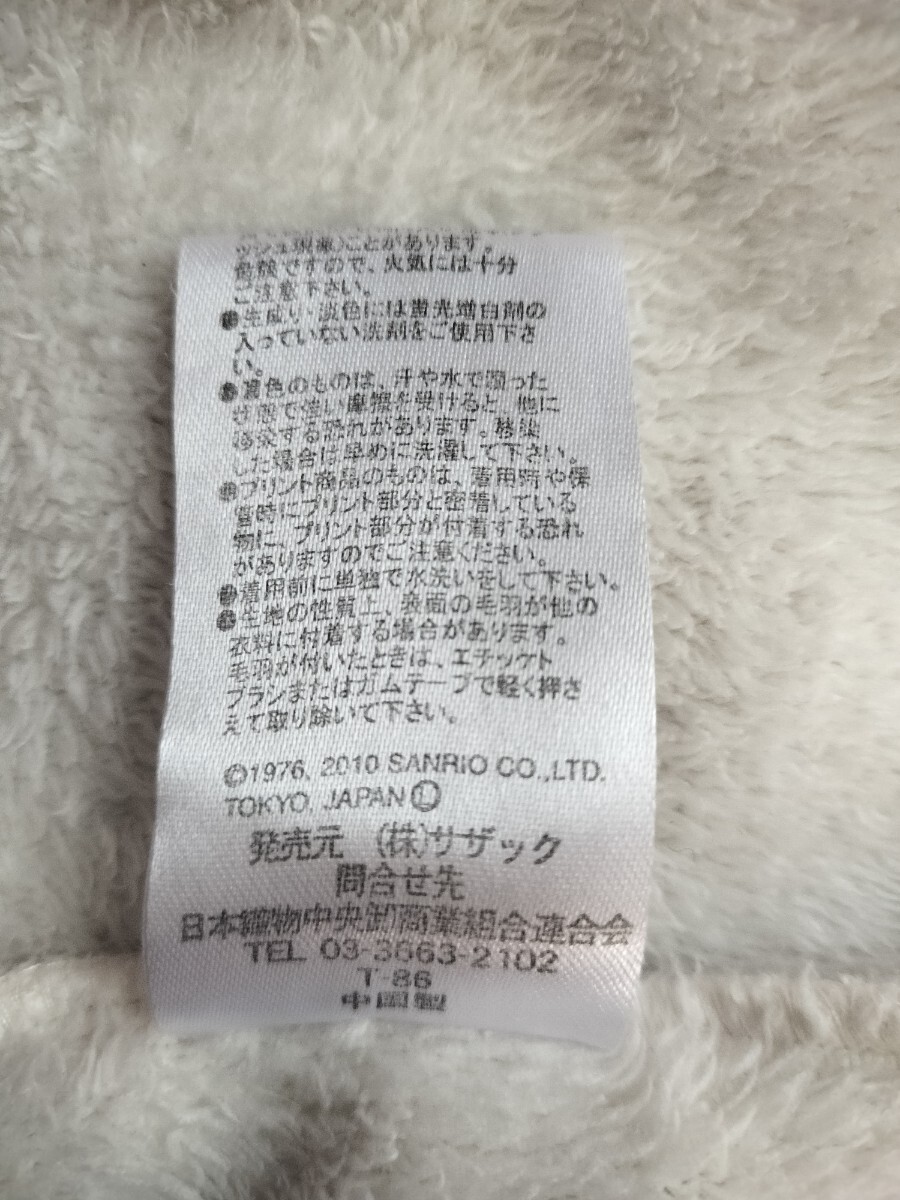 ッシュ現象)ことがあります。
危険ですので、火気には十分
ご注意下さい。
●生成り・淡色には蛍光増白剤の
入っていない洗剤をご使用下さ
い。
●濃色のものは、汗や水で湿った
状態で強い摩擦を受けると、他に
移染する恐れがあります。移染
した場合は早めに洗濯して下さい。
●プリント商品のものは、着用時や保
管時にプリント部分と密着している
物に、プリント部分が付着する恐れ
がありますのでご注意ください。
●着用前に単独で水洗いをして下さい。
●生地の性質上、表面の毛羽が他の
衣料に付着する場合があります。
毛羽が付いたときは、エチケット
ブランまたはガムテープで軽く押さ
えて取り除いて下さい。
©1976, 2010 SANRIO CO.,LTD.
TOKYO, JAPAN Ⓛ
発売元 (株)サザック
問合せ先
日本織物中央卸商業組合連合会
TEL 03-3663-2102
T-86
中国製